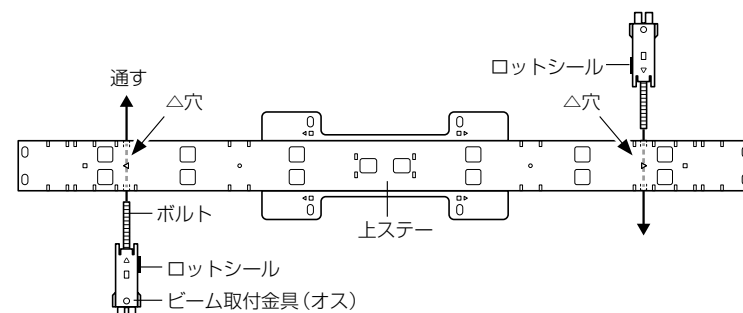 ロットシール
通す
△穴
△穴
ボルト
上ステー
ロットシール
ビーム取付金具(オス)